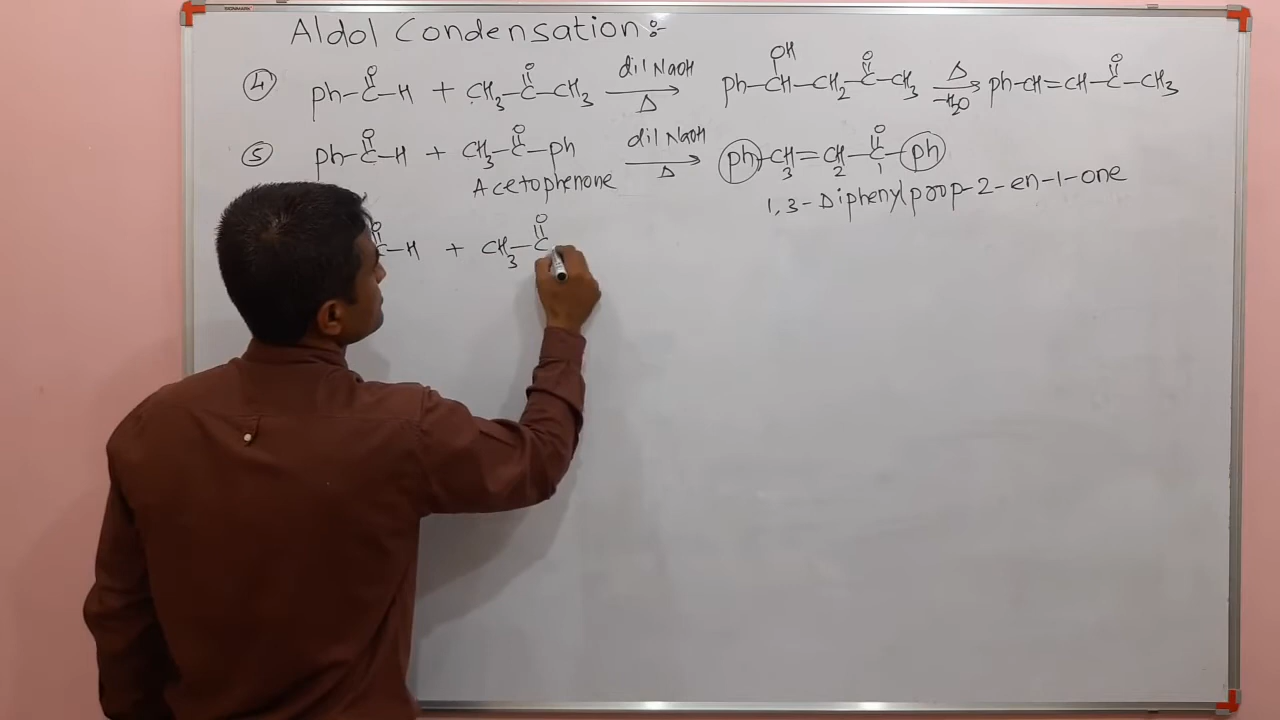 Aldol Condensation:-
OH
O O dil NaOH O Δ O
④ ph-C-H + CH3-C-CH3 → ph-CH-CH2-C-CH3 → ph-CH=CH-C-CH3
Δ -H2O
O O dil NaOH O
⑤ ph-C-H + CH3-C-ph → ph-CH=CH-C-ph
Δ 3 2 1
Acetophenone
1,3-Diphenylprop-2-en-1-one
O O
C-H + CH3-C